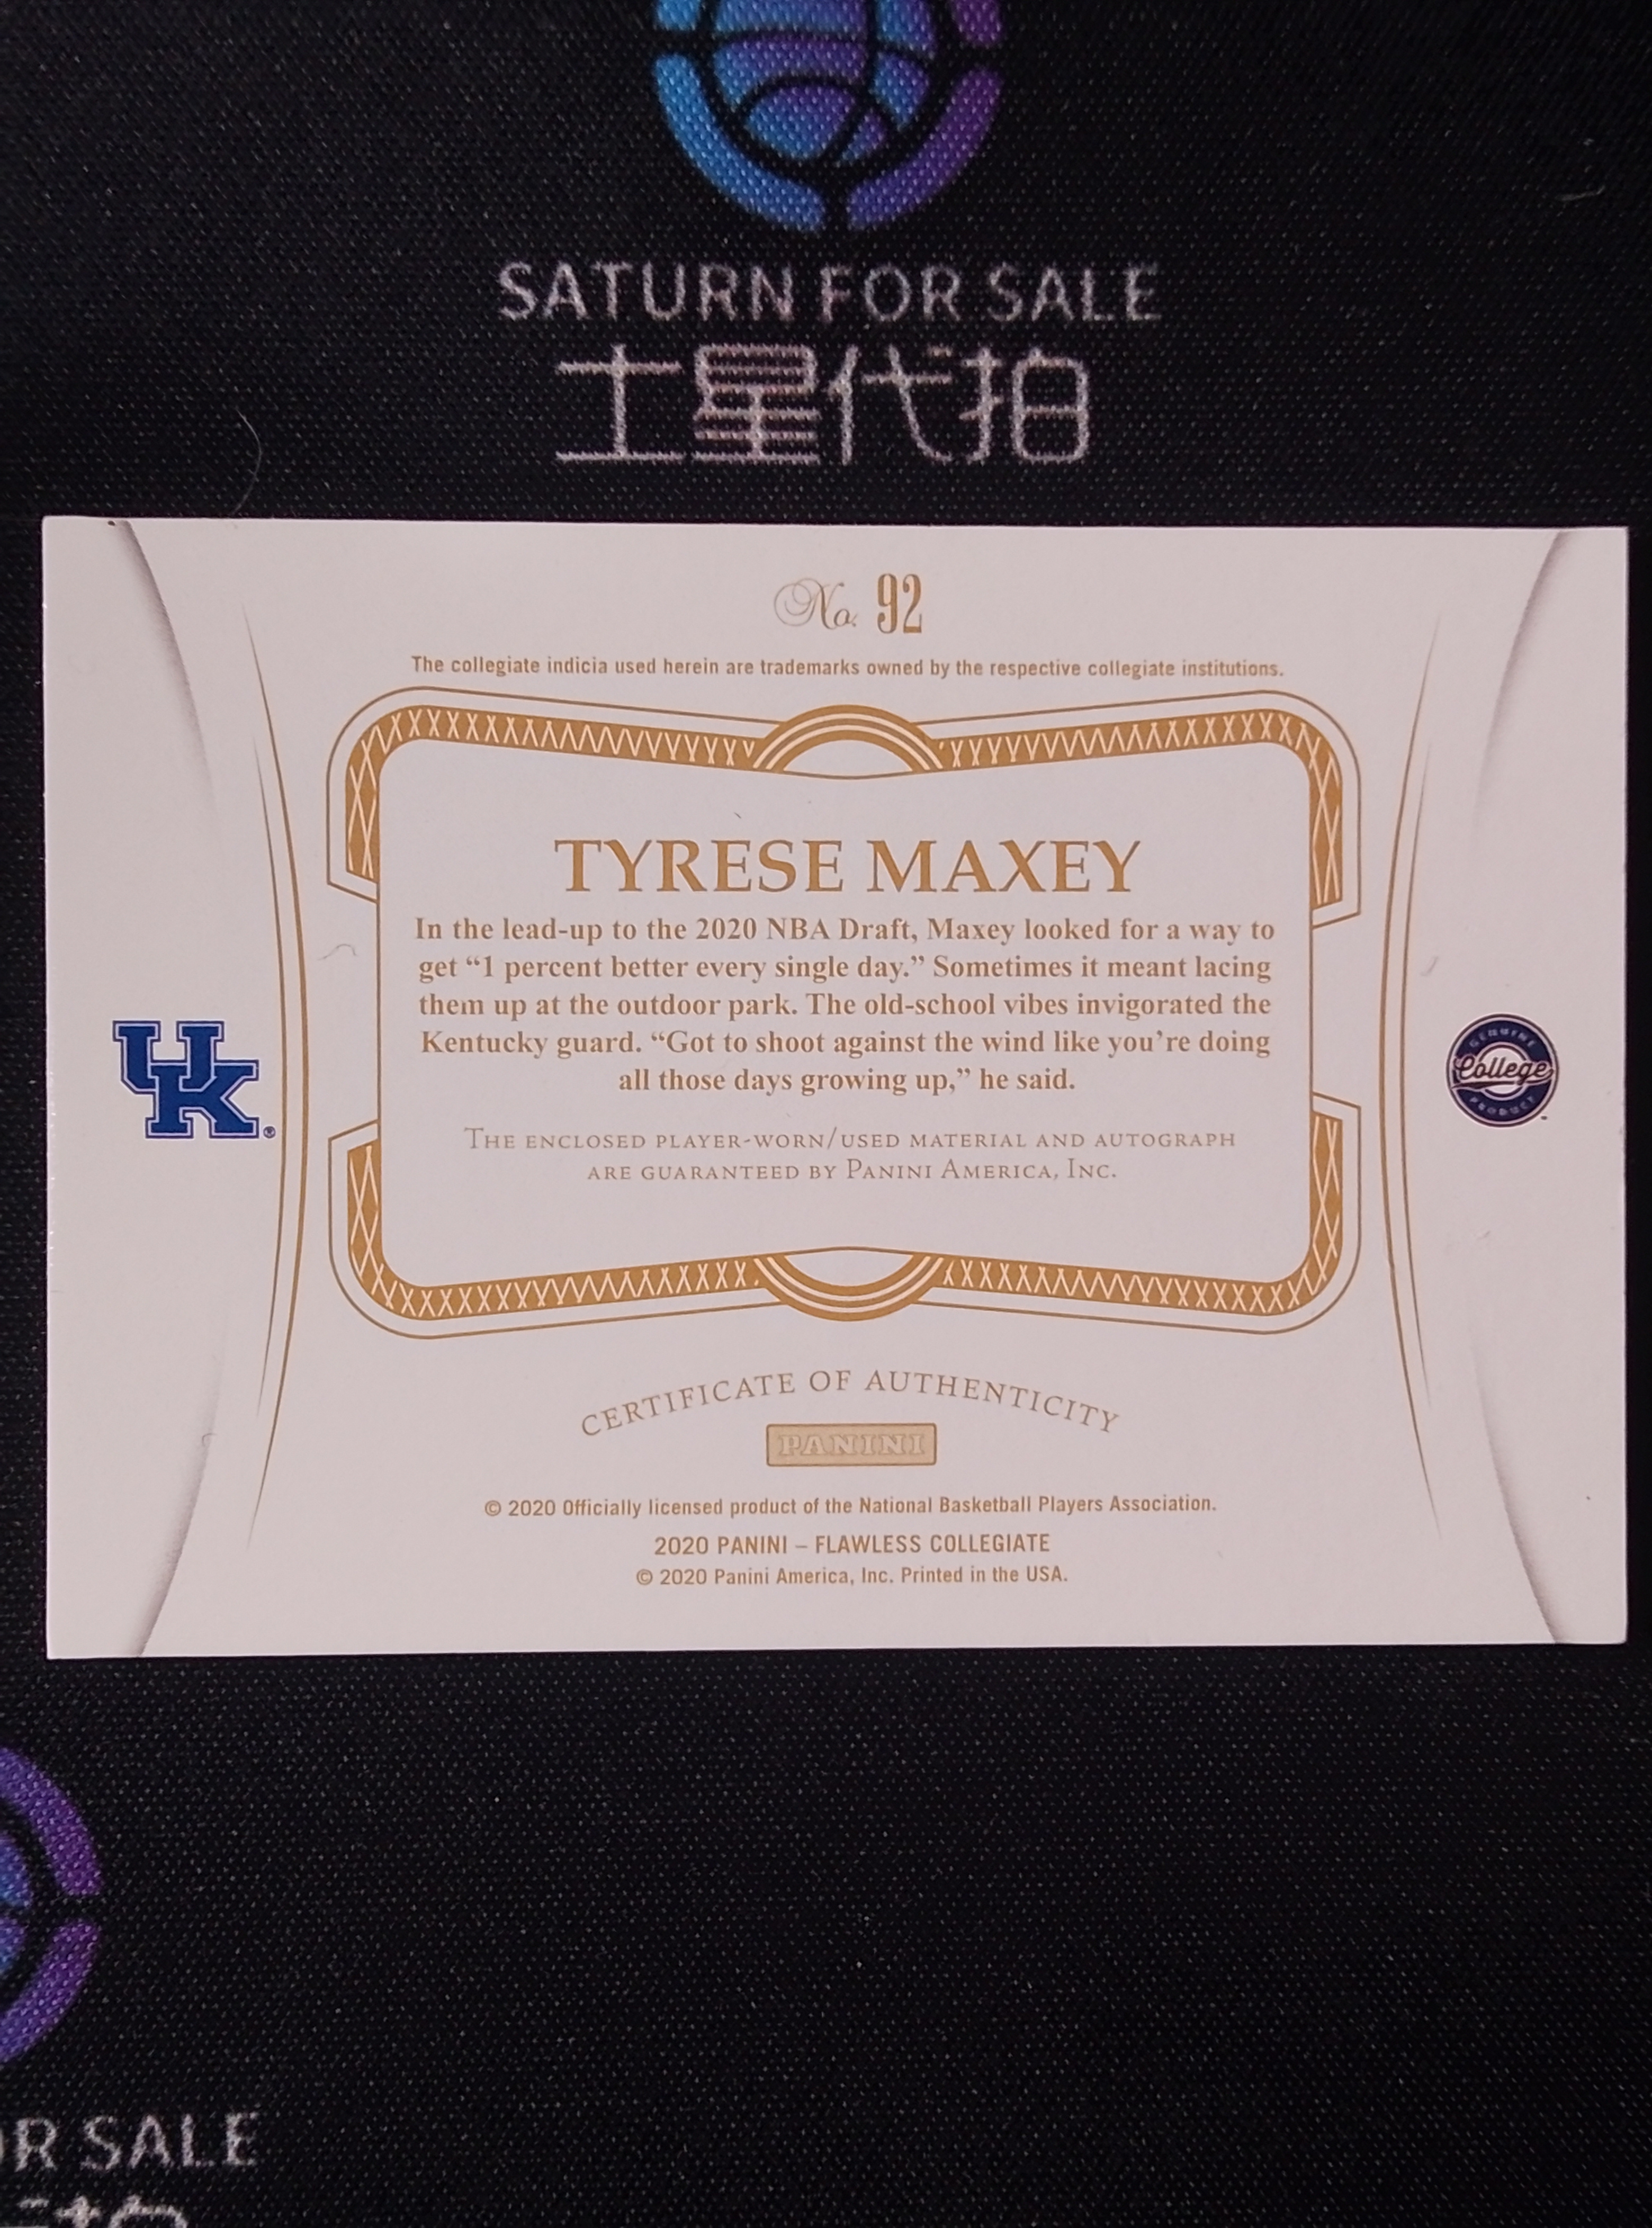 SATURN FOR SALE
土星代拍
No. 92
The collegiate indicia used herein are trademarks owned by the respective collegiate institutions.
TYRESE MAXEY
In the lead-up to the 2020 NBA Draft, Maxey looked for a way to
get “1 percent better every single day.” Sometimes it meant lacing
them up at the outdoor park. The old-school vibes invigorated the
Kentucky guard. “Got to shoot against the wind like you’re doing
all those days growing up,” he said.
THE ENCLOSED PLAYER-WORN/USED MATERIAL AND AUTOGRAPH
ARE GUARANTEED BY PANINI AMERICA, INC.
UK®
GENUINE
College
PRODUCT
CERTIFICATE OF AUTHENTICITY
PANINI
© 2020 Officially licensed product of the National Basketball Players Association.
2020 PANINI – FLAWLESS COLLEGIATE
© 2020 Panini America, Inc. Printed in the USA.
OR SALE